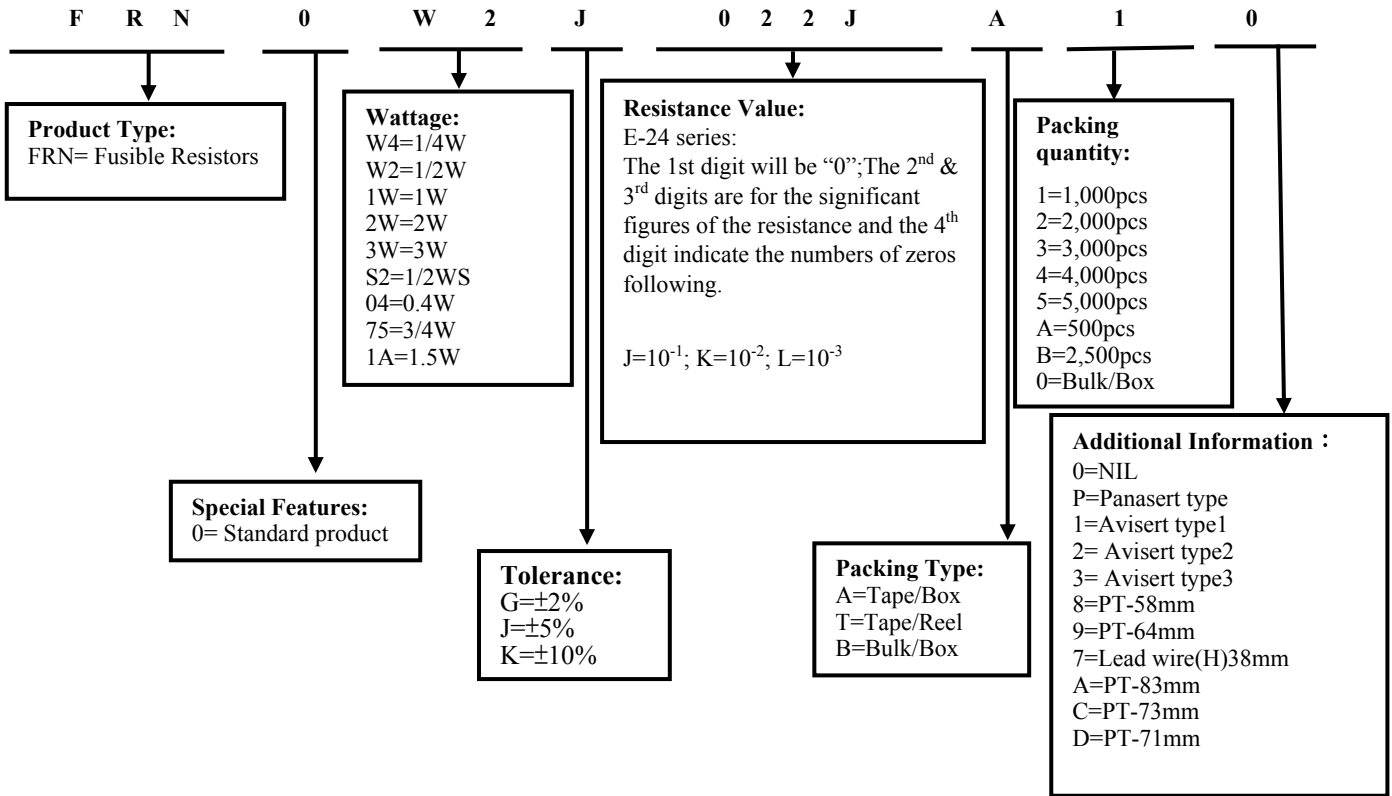 F R N 0 W 2 J 0 2 2 J A 1 0
Product Type:
FRN= Fusible Resistors
Wattage:
W4=1/4W
W2=1/2W
1W=1W
2W=2W
3W=3W
S2=1/2WS
04=0.4W
75=3/4W
1A=1.5W
Resistance Value:
E-24 series:
The 1st digit will be “0”;The 2nd &
3rd digits are for the significant
figures of the resistance and the 4th
digit indicate the numbers of zeros
following.
J=10-1; K=10-2; L=10-3
Packing
quantity:
1=1,000pcs
2=2,000pcs
3=3,000pcs
4=4,000pcs
5=5,000pcs
A=500pcs
B=2,500pcs
0=Bulk/Box
Special Features:
0= Standard product
Tolerance:
G=±2%
J=±5%
K=±10%
Packing Type:
A=Tape/Box
T=Tape/Reel
B=Bulk/Box
Additional Information：
0=NIL
P=Panasert type
1=Avisert type1
2= Avisert type2
3= Avisert type3
8=PT-58mm
9=PT-64mm
7=Lead wire(H)38mm
A=PT-83mm
C=PT-73mm
D=PT-71mm